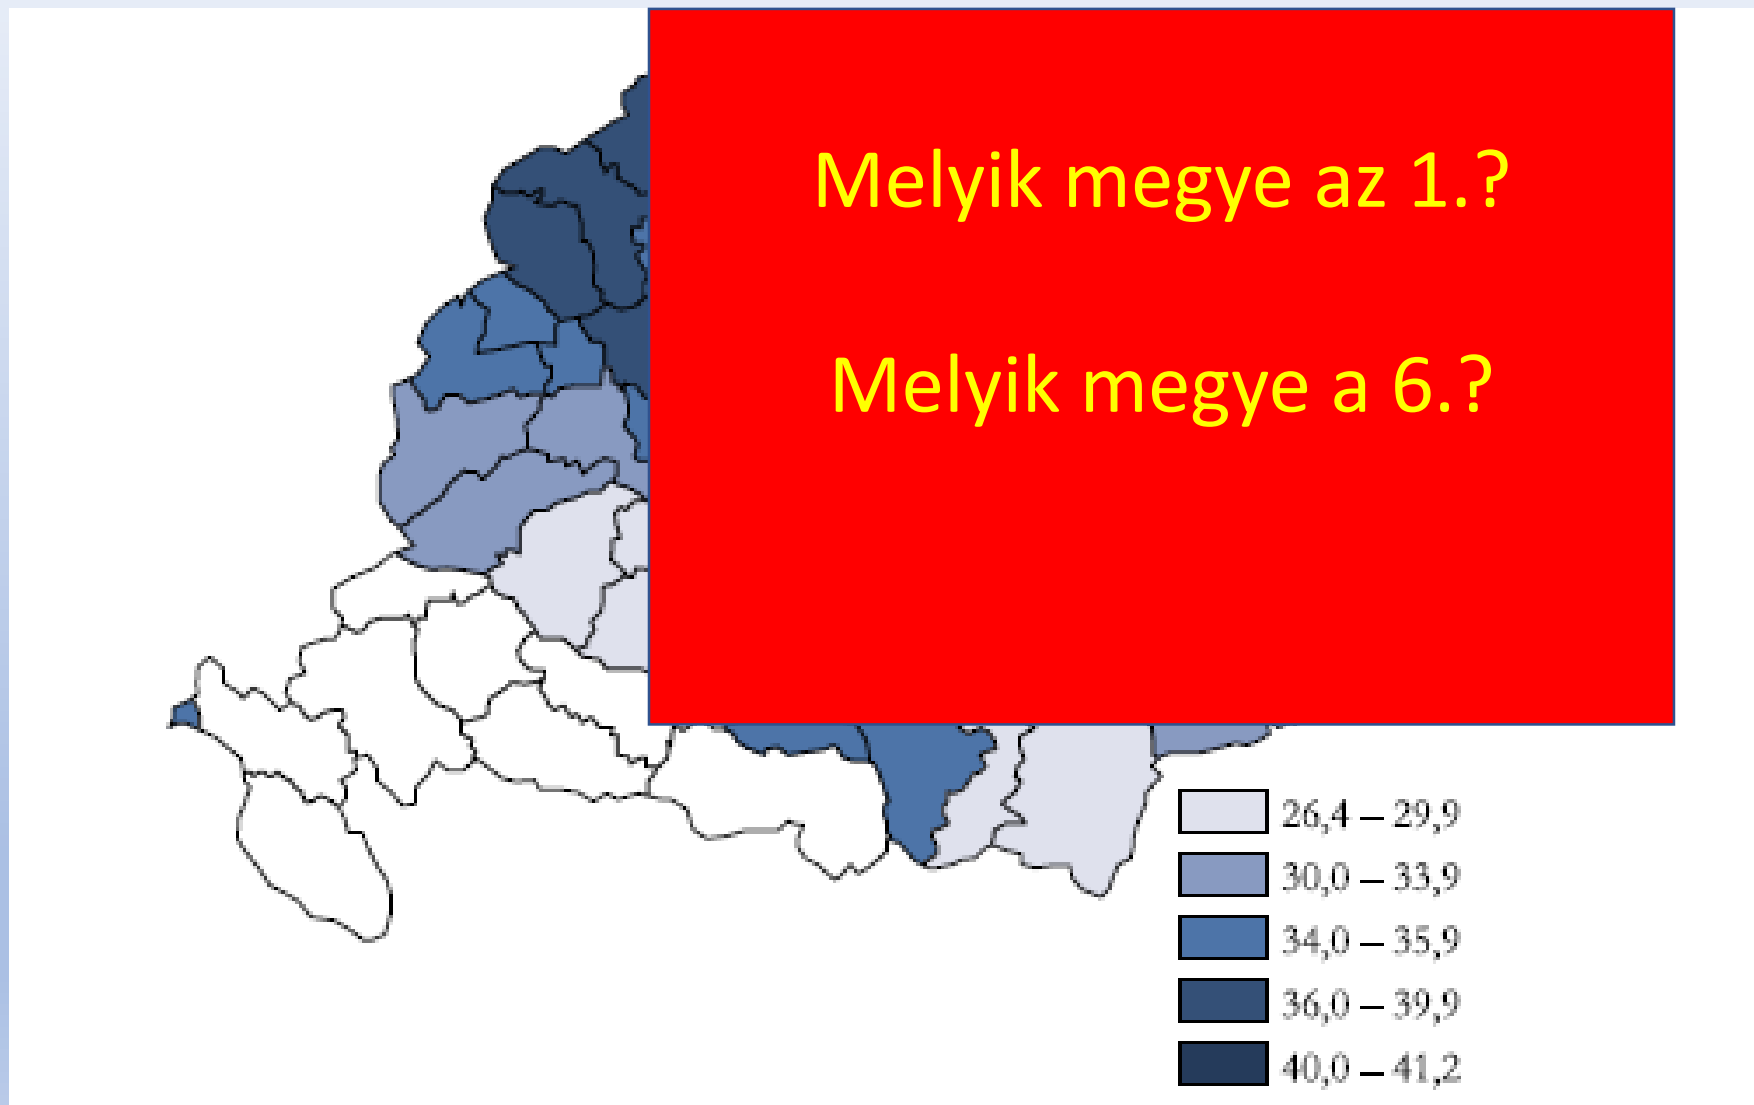 Melyik megye az 1.?
Melyik megye a 6.?
26,4 – 29,9
30,0 – 33,9
34,0 – 35,9
36,0 – 39,9
40,0 – 41,2